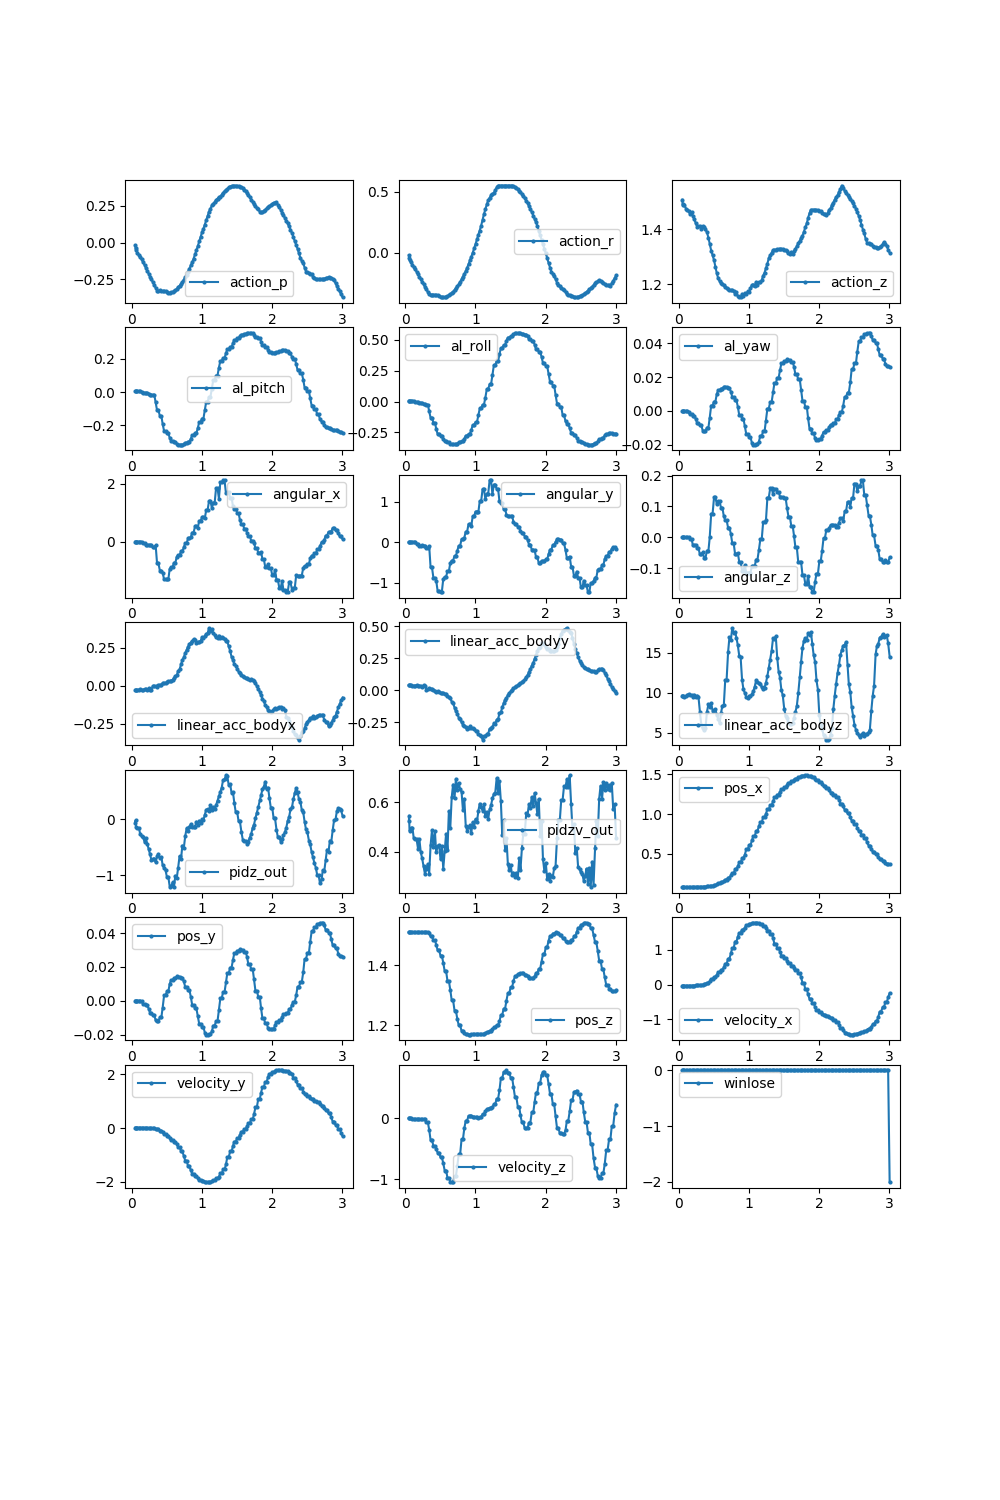 0.25
0.00
−0.25
action_p
0 1 2 3
0.5
0.0
action_r
0 1 2 3
1.4
1.2
action_z
0 1 2 3
0.2
0.0
−0.2
al_pitch
0 1 2 3
0.50
0.25
0.00
−0.25
al_roll
0 1 2 3
0.04
0.02
0.00
−0.02
al_yaw
0 1 2 3
2
0
angular_x
0 1 2 3
1
0
−1
angular_y
0 1 2 3
0.2
0.1
0.0
−0.1
angular_z
0 1 2 3
0.25
0.00
−0.25
linear_acc_bodyx
0 1 2 3
0.50
0.25
0.00
−0.25
linear_acc_bodyy
0 1 2 3
15
10
5
linear_acc_bodyz
0 1 2 3
0
−1
pidz_out
0 1 2 3
0.6
0.4
pidzv_out
0 1 2 3
1.5
1.0
0.5
pos_x
0 1 2 3
0.04
0.02
0.00
−0.02
pos_y
0 1 2 3
1.4
1.2
pos_z
0 1 2 3
1
0
−1
velocity_x
0 1 2 3
2
0
−2
velocity_y
0 1 2 3
0
−1
velocity_z
0 1 2 3
0
−1
−2
winlose
0 1 2 3